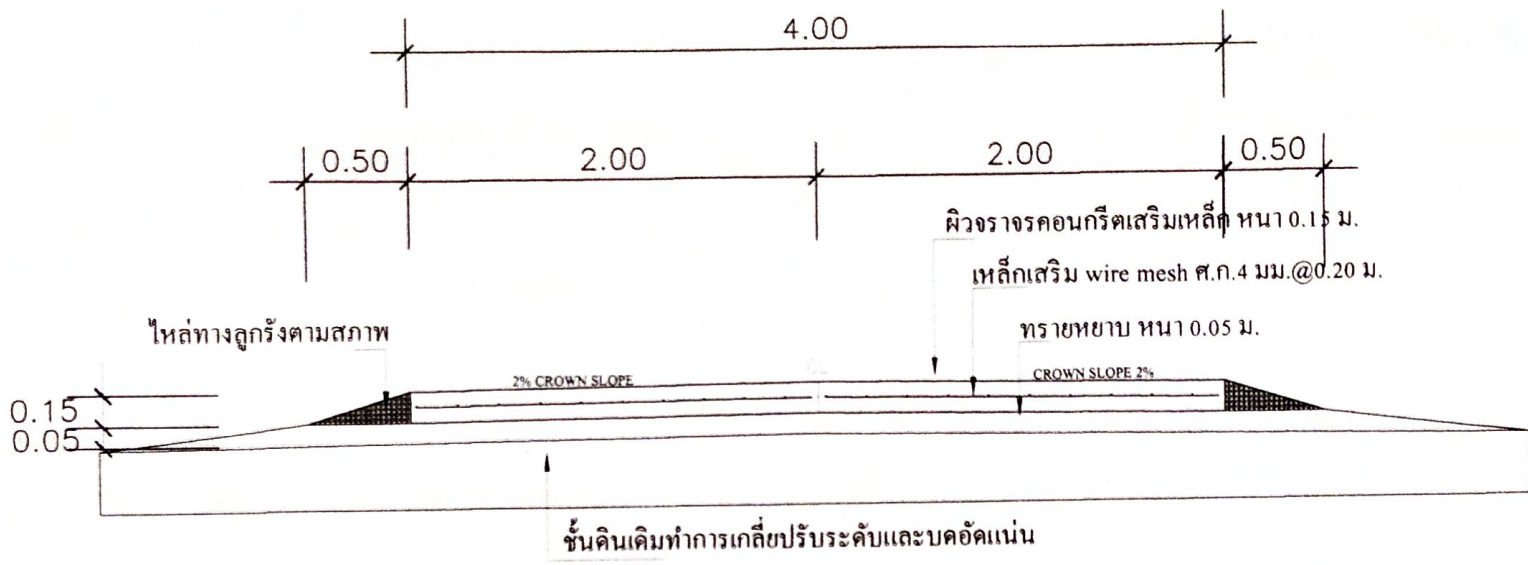 4.00
0.50 2.00 2.00 0.50
ผิวจราจรคอนกรีตเสริมเหล็ก หนา 0.15 ม.
เหล็กเสริม wire mesh ศ.ก.4 มม.@0.20 ม.
ไหล่ทางลูกรังตามสภาพ
ทรายหยาบ หนา 0.05 ม.
2% CROWN SLOPE
CL
CROWN SLOPE 2%
0.15
0.05
ชั้นดินเดิมทำการเกลี่ยปรับระดับและบดอัดแน่น